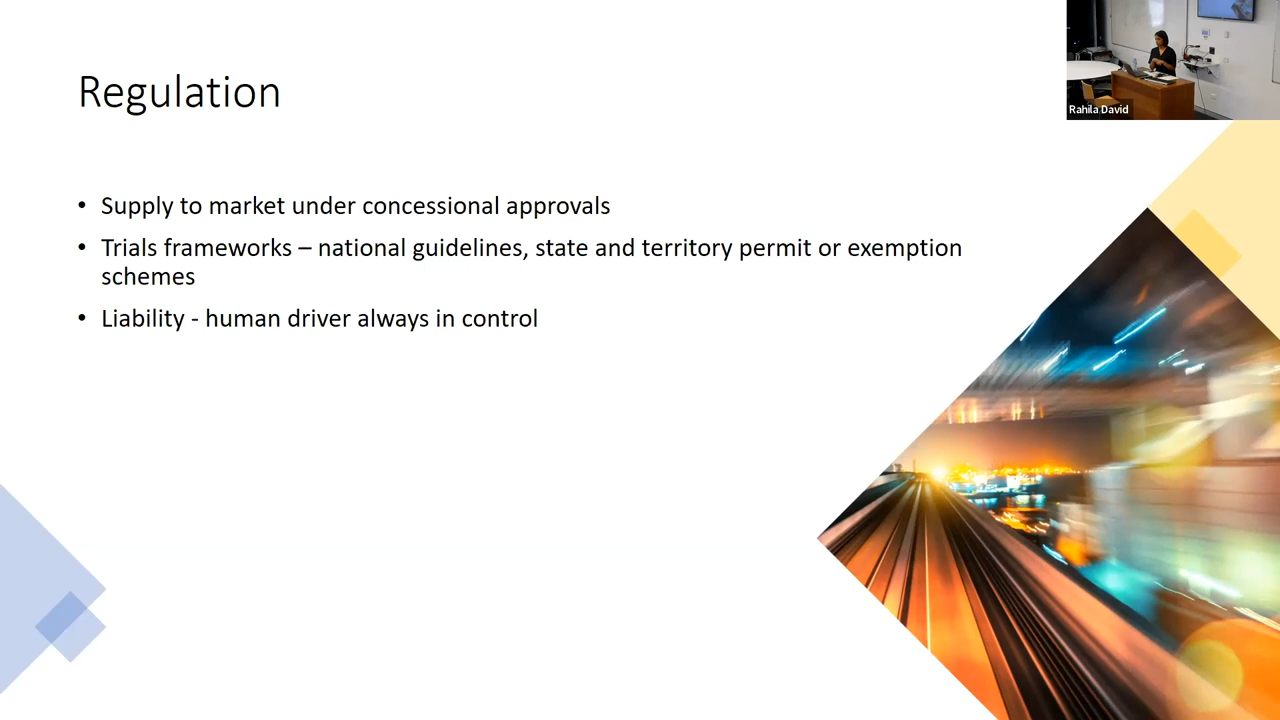 Regulation
• Supply to market under concessional approvals
• Trials frameworks – national guidelines, state and territory permit or exemption
schemes
• Liability - human driver always in control
Rahila David